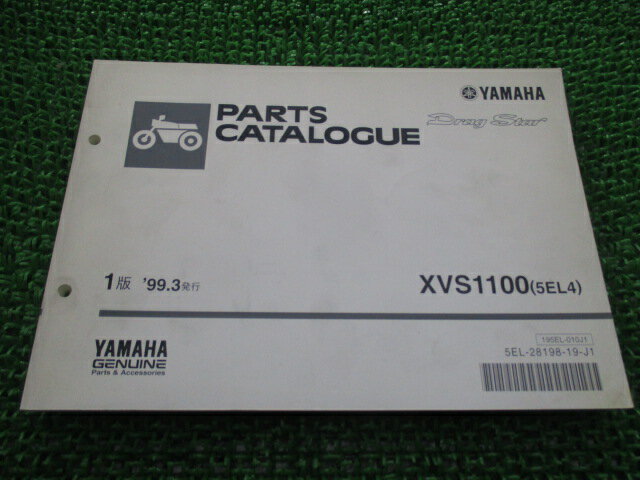 YAMAHA
PARTS
CATALOGUE
Drag Star
1版 '99.3発行
XVS1100(5EL4)
YAMAHA
GENUINE
Parts & Accessories
195EL-010J1
5EL-28198-19-J1